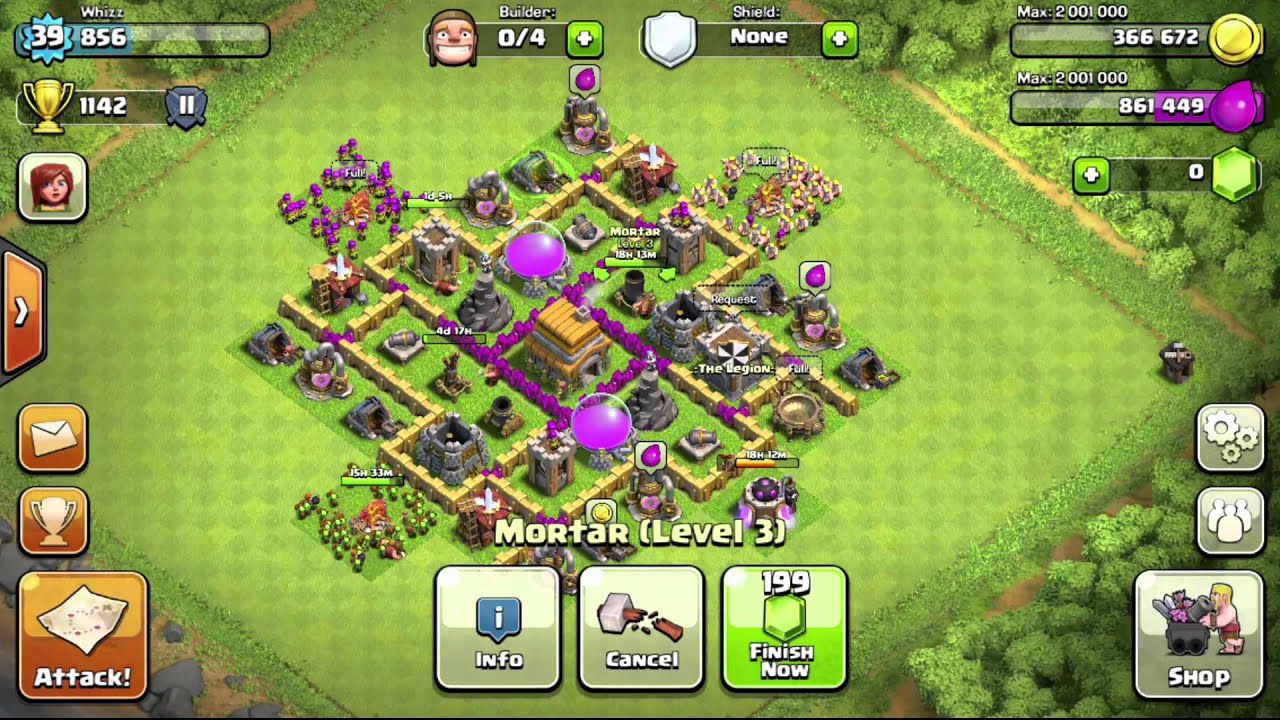 Whizz
39 856
1142
Builder:
0/4
Shield:
None
Max: 2 001 000
366 672
Max: 2 001 000
861 449
0
Full!
Full!
1d 5h
Mortar
Level 3
18h 13m
Request
4d 17h
.:The Legion:.
Full!
18h 12m
15h 33m
Mortar (Level 3)
Info
Cancel
199
Finish
Now
Attack!
Shop